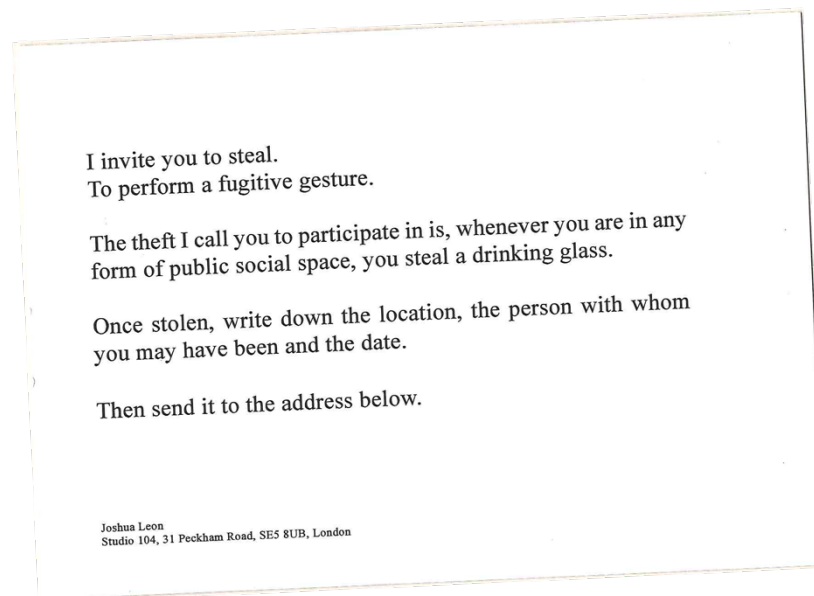 I invite you to steal.
To perform a fugitive gesture.
The theft I call you to participate in is, whenever you are in any
form of public social space, you steal a drinking glass.
Once stolen, write down the location, the person with whom
you may have been and the date.
Then send it to the address below.
Joshua Leon
Studio 104, 31 Peckham Road, SE5 8UB, London